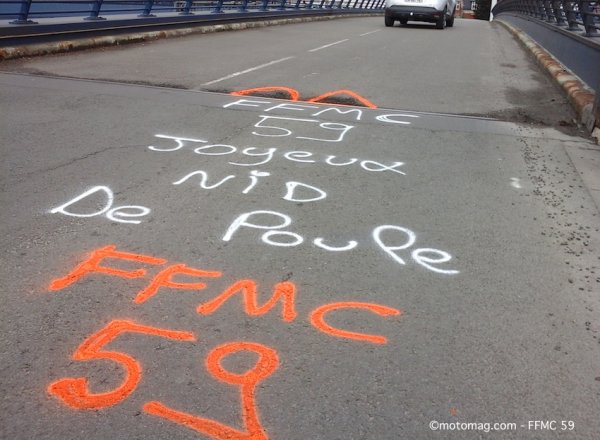 FFMC
59
Joyeux
NiD
De Poule
FFMC
59
©motomag.com - FFMC 59